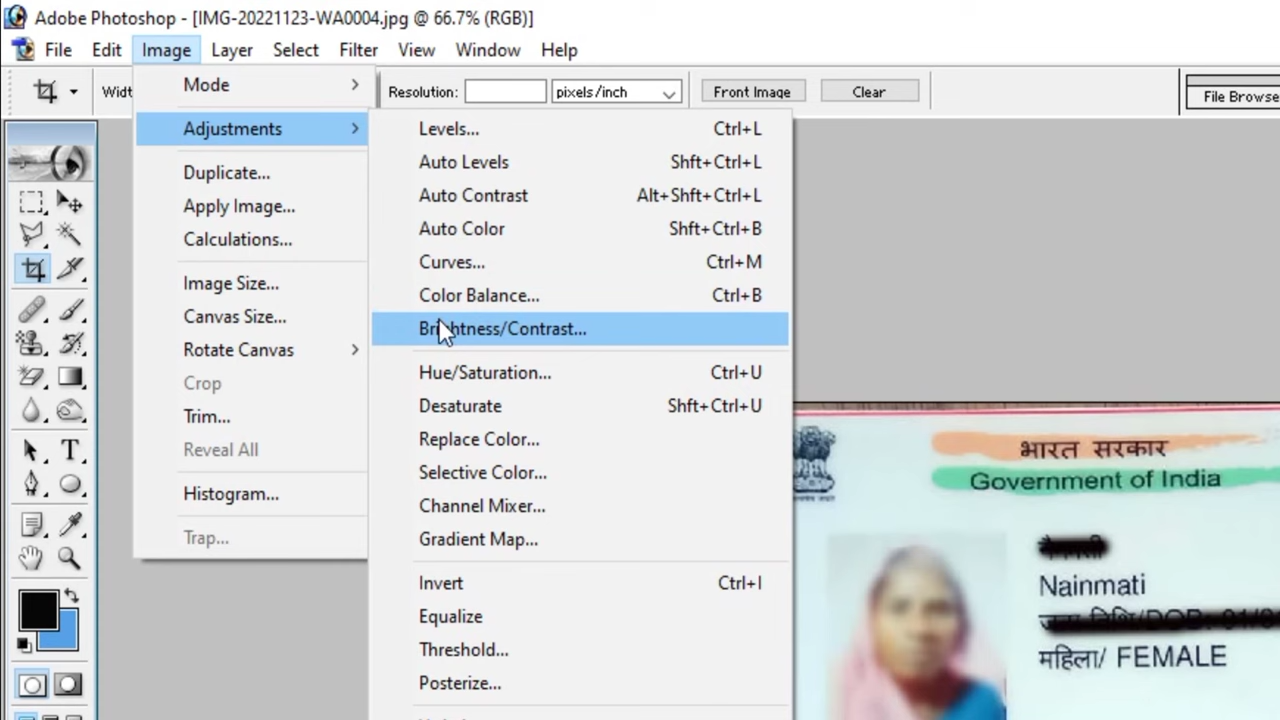 Adobe Photoshop - [IMG-20221123-WA0004.jpg @ 66.7% (RGB)]
File Edit Image Layer Select Filter View Window Help
Resolution: pixels/inch Front Image Clear File Browse
Mode
Adjustments
Duplicate...
Apply Image...
Calculations...
Image Size...
Canvas Size...
Rotate Canvas
Crop
Trim...
Reveal All
Histogram...
Trap...
Levels... Ctrl+L
Auto Levels Shft+Ctrl+L
Auto Contrast Alt+Shft+Ctrl+L
Auto Color Shft+Ctrl+B
Curves... Ctrl+M
Color Balance... Ctrl+B
Brightness/Contrast...
Hue/Saturation... Ctrl+U
Desaturate Shft+Ctrl+U
Replace Color...
Selective Color...
Channel Mixer...
Gradient Map...
Invert Ctrl+I
Equalize
Threshold...
Posterize...
भारत सरकार
Government of India
Nainmati
महिला/ FEMALE